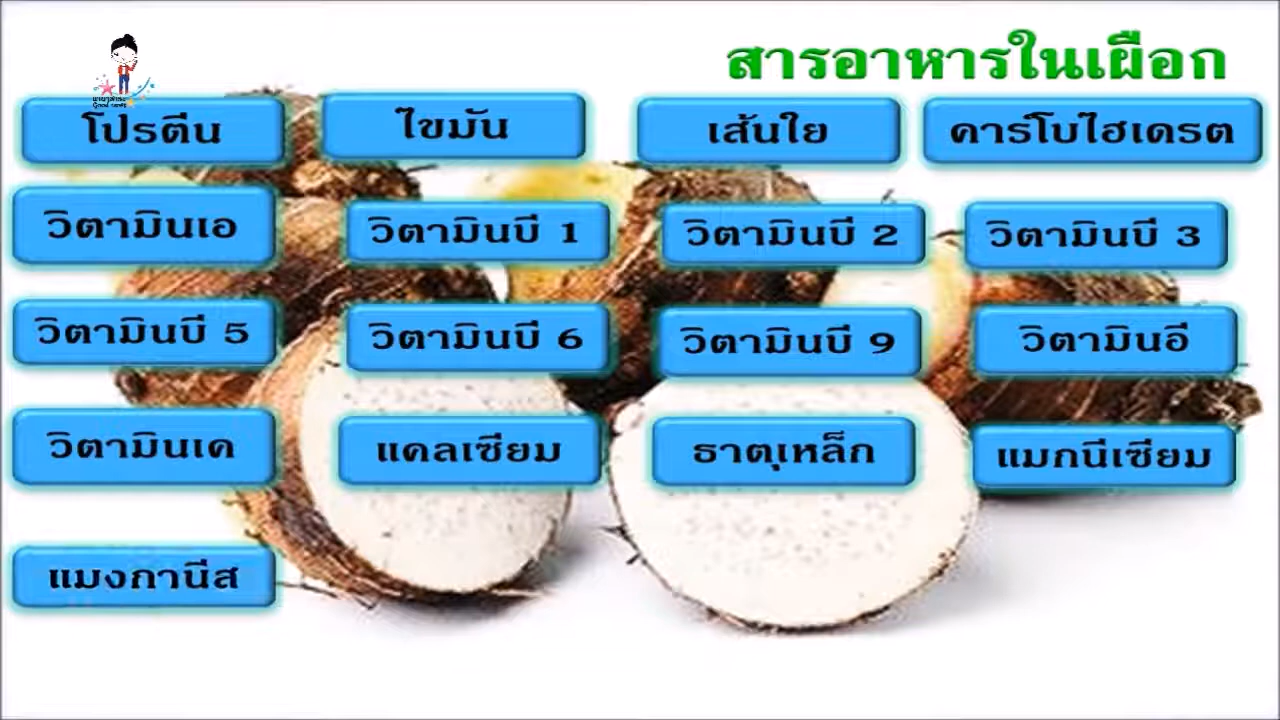 สารอาหารในเผือก
โปรตีน
ไขมัน
เส้นใย
คาร์โบไฮเดรต
วิตามินเอ
วิตามินบี 1
วิตามินบี 2
วิตามินบี 3
วิตามินบี 5
วิตามินบี 6
วิตามินบี 9
วิตามินอี
วิตามินเค
แคลเซียม
ธาตุเหล็ก
แมกนีเซียม
แมงกานีส